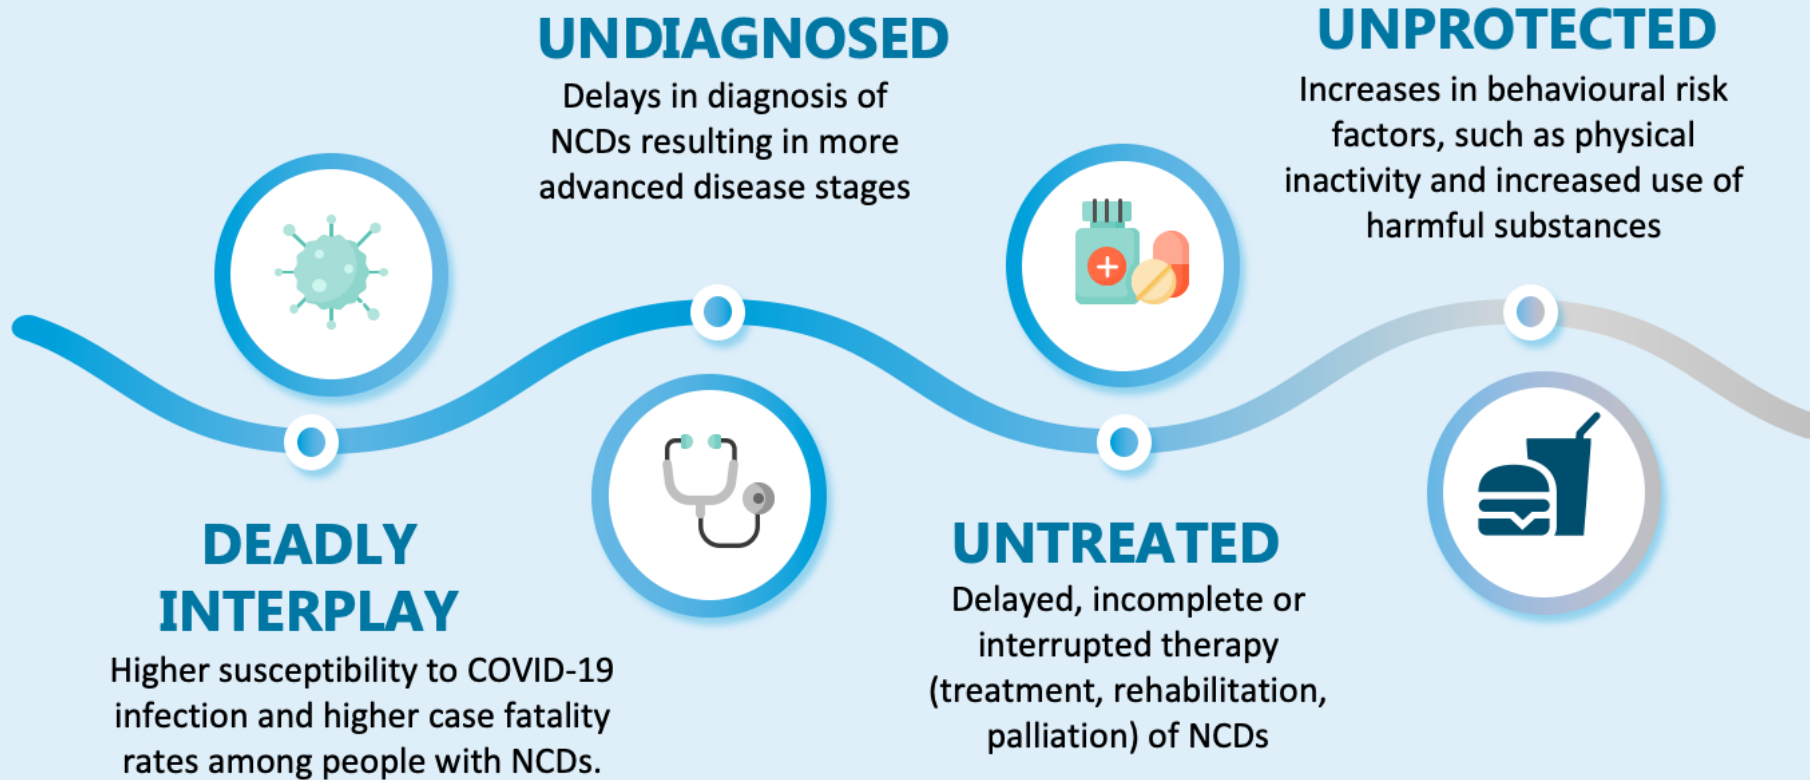 DEADLY
INTERPLAY
Higher susceptibility to COVID-19
infection and higher case fatality
rates among people with NCDs.
UNDIAGNOSED
Delays in diagnosis of
NCDs resulting in more
advanced disease stages
UNTREATED
Delayed, incomplete or
interrupted therapy
(treatment, rehabilitation,
palliation) of NCDs
UNPROTECTED
Increases in behavioural risk
factors, such as physical
inactivity and increased use of
harmful substances